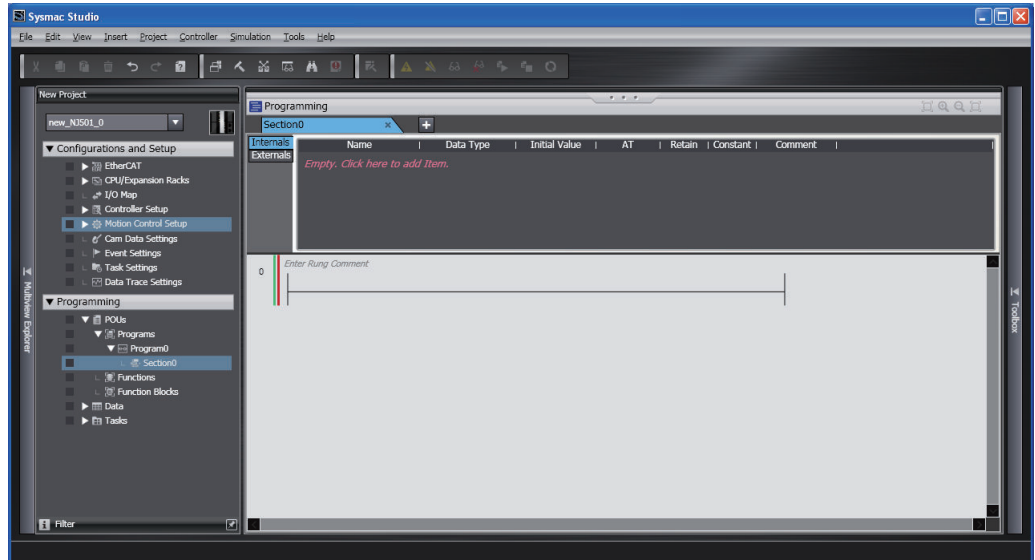 Sysmac Studio
File Edit View Insert Project Controller Simulation Tools Help
New Project
new_NJ501_0
Configurations and Setup
EtherCAT
CPU/Expansion Racks
I/O Map
Controller Setup
Motion Control Setup
Cam Data Settings
Event Settings
Task Settings
Data Trace Settings
Programming
POUs
Programs
Program0
Section0
Functions
Function Blocks
Data
Tasks
Filter
Multiview Explorer
Programming
Section0
Internals
Externals
Name | Data Type | Initial Value | AT | Retain | Constant | Comment |
Empty. Click here to add Item.
0
Enter Rung Comment
Toolbox